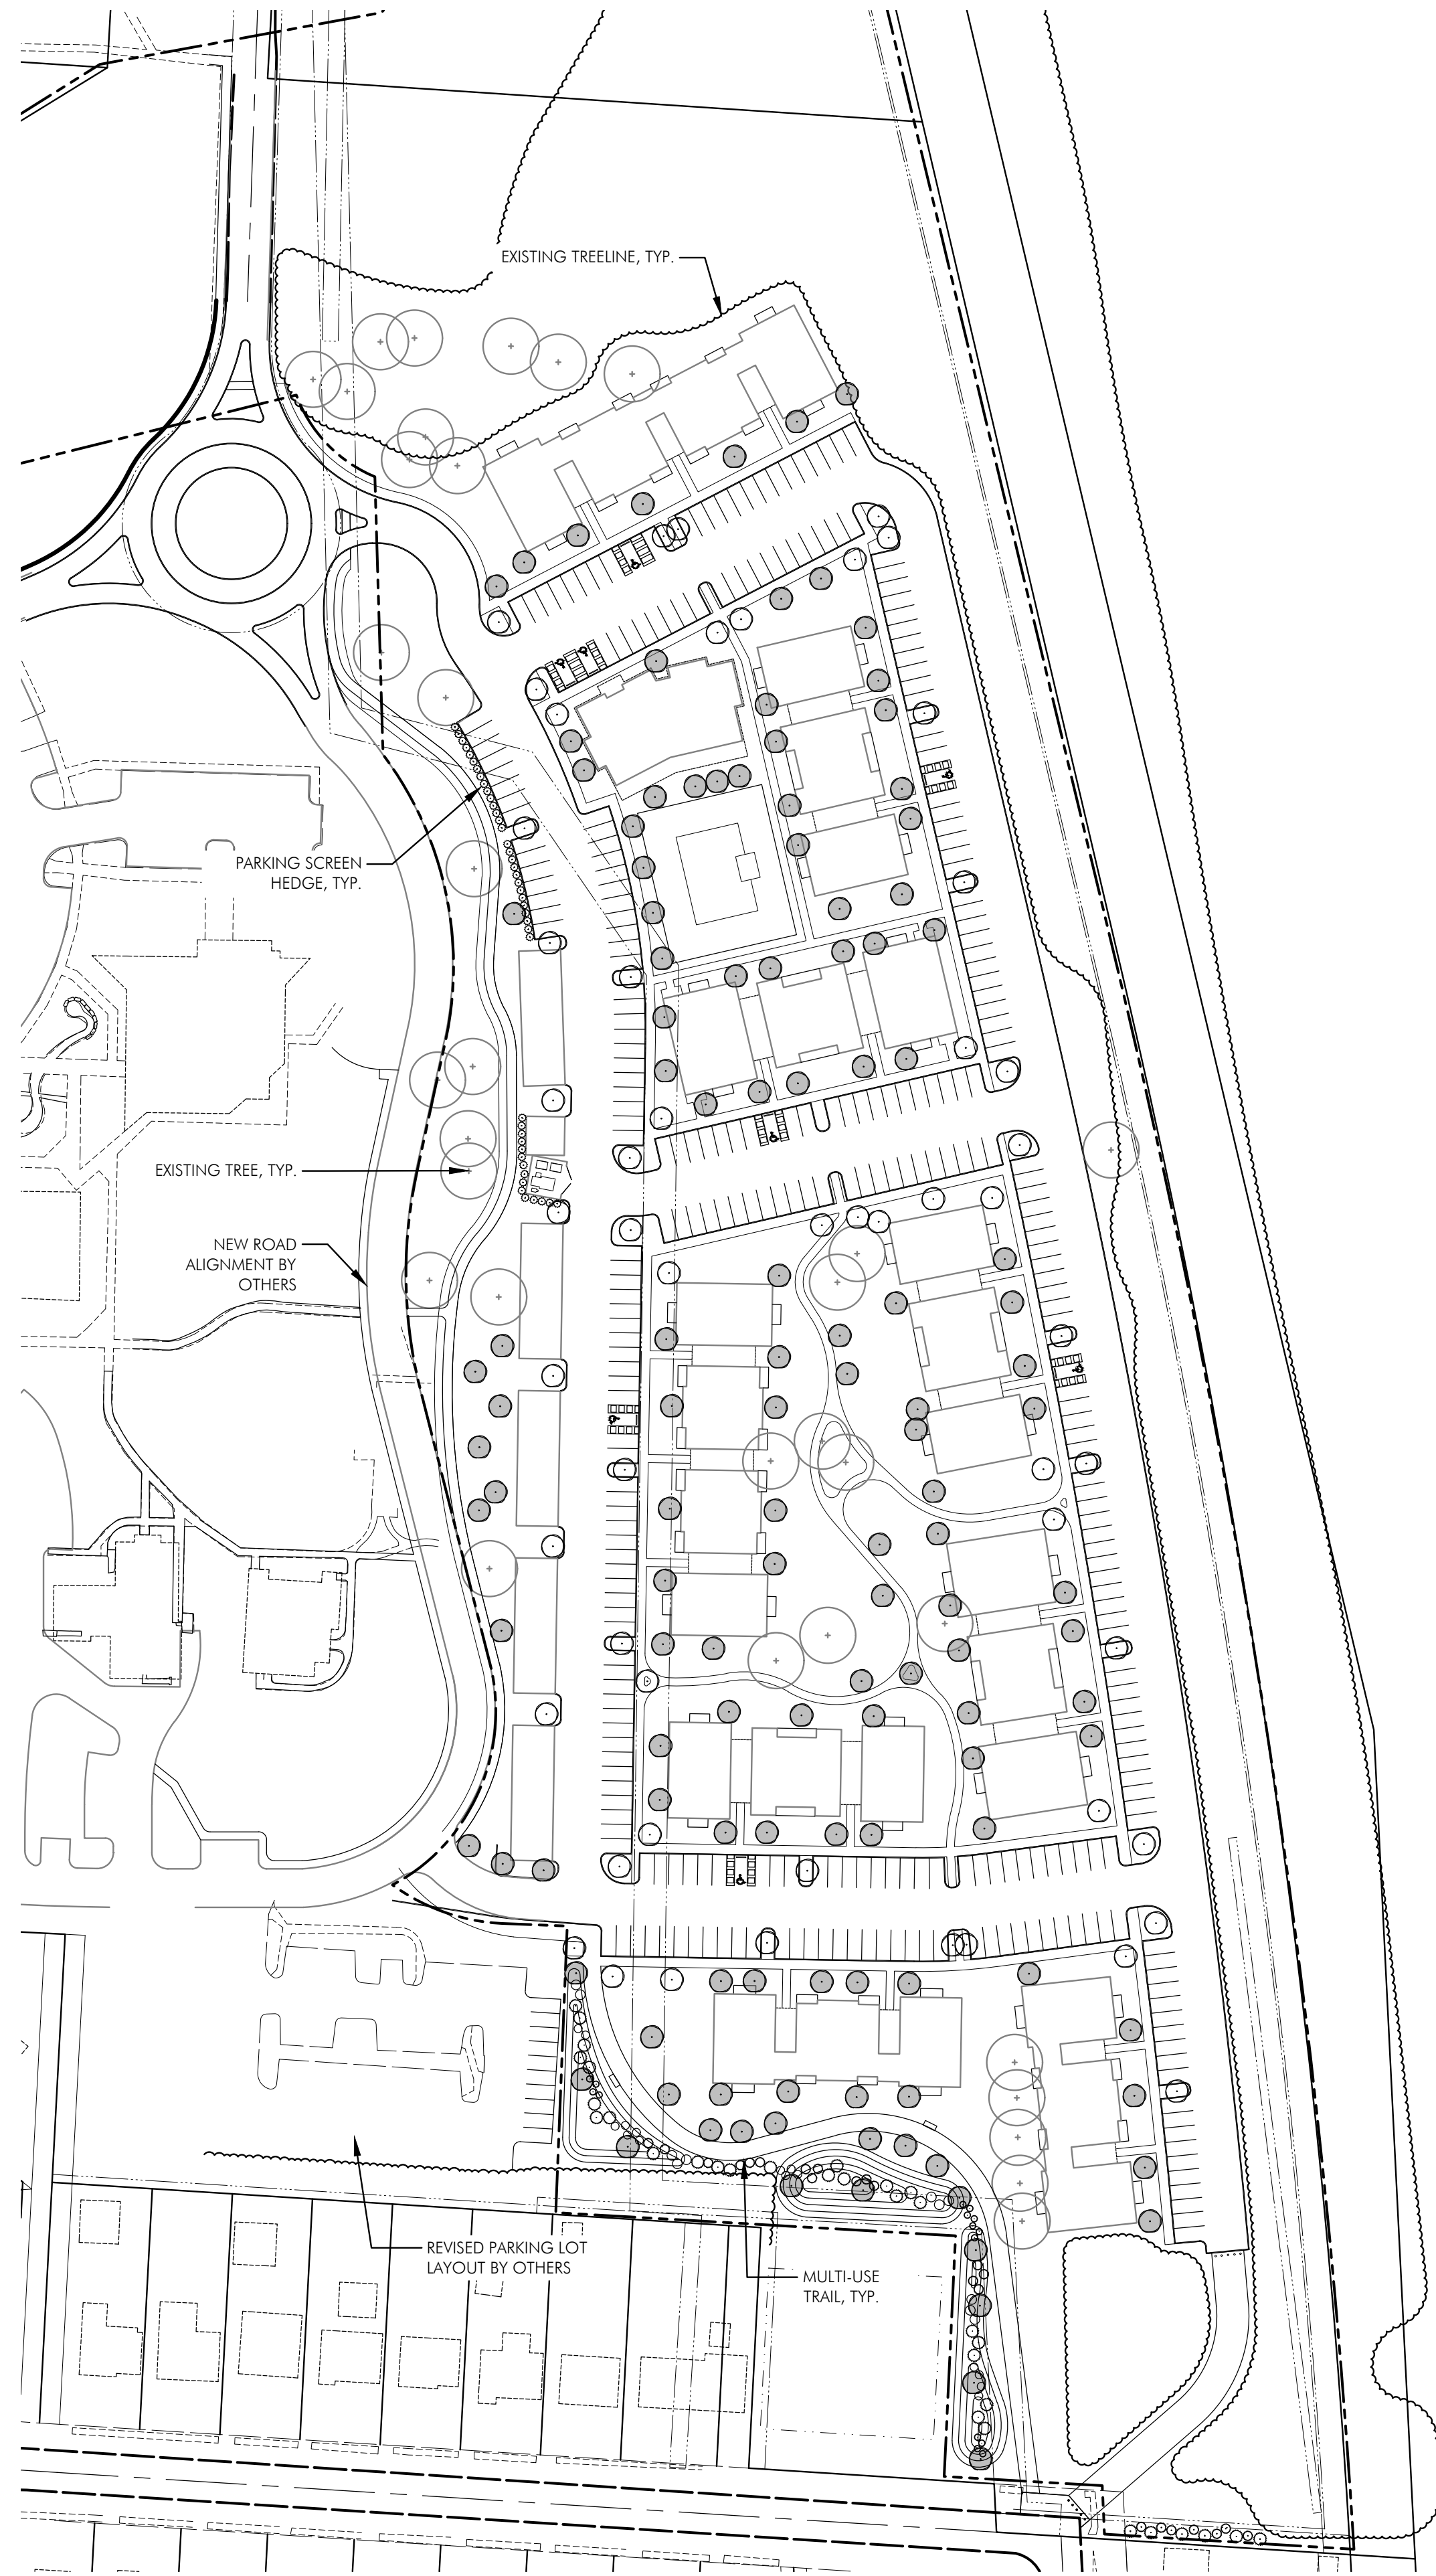 EXISTING TREELINE, TYP.
PARKING SCREEN
HEDGE, TYP.
EXISTING TREE, TYP.
NEW ROAD
ALIGNMENT BY
OTHERS
REVISED PARKING LOT
LAYOUT BY OTHERS
MULTI-USE
TRAIL, TYP.